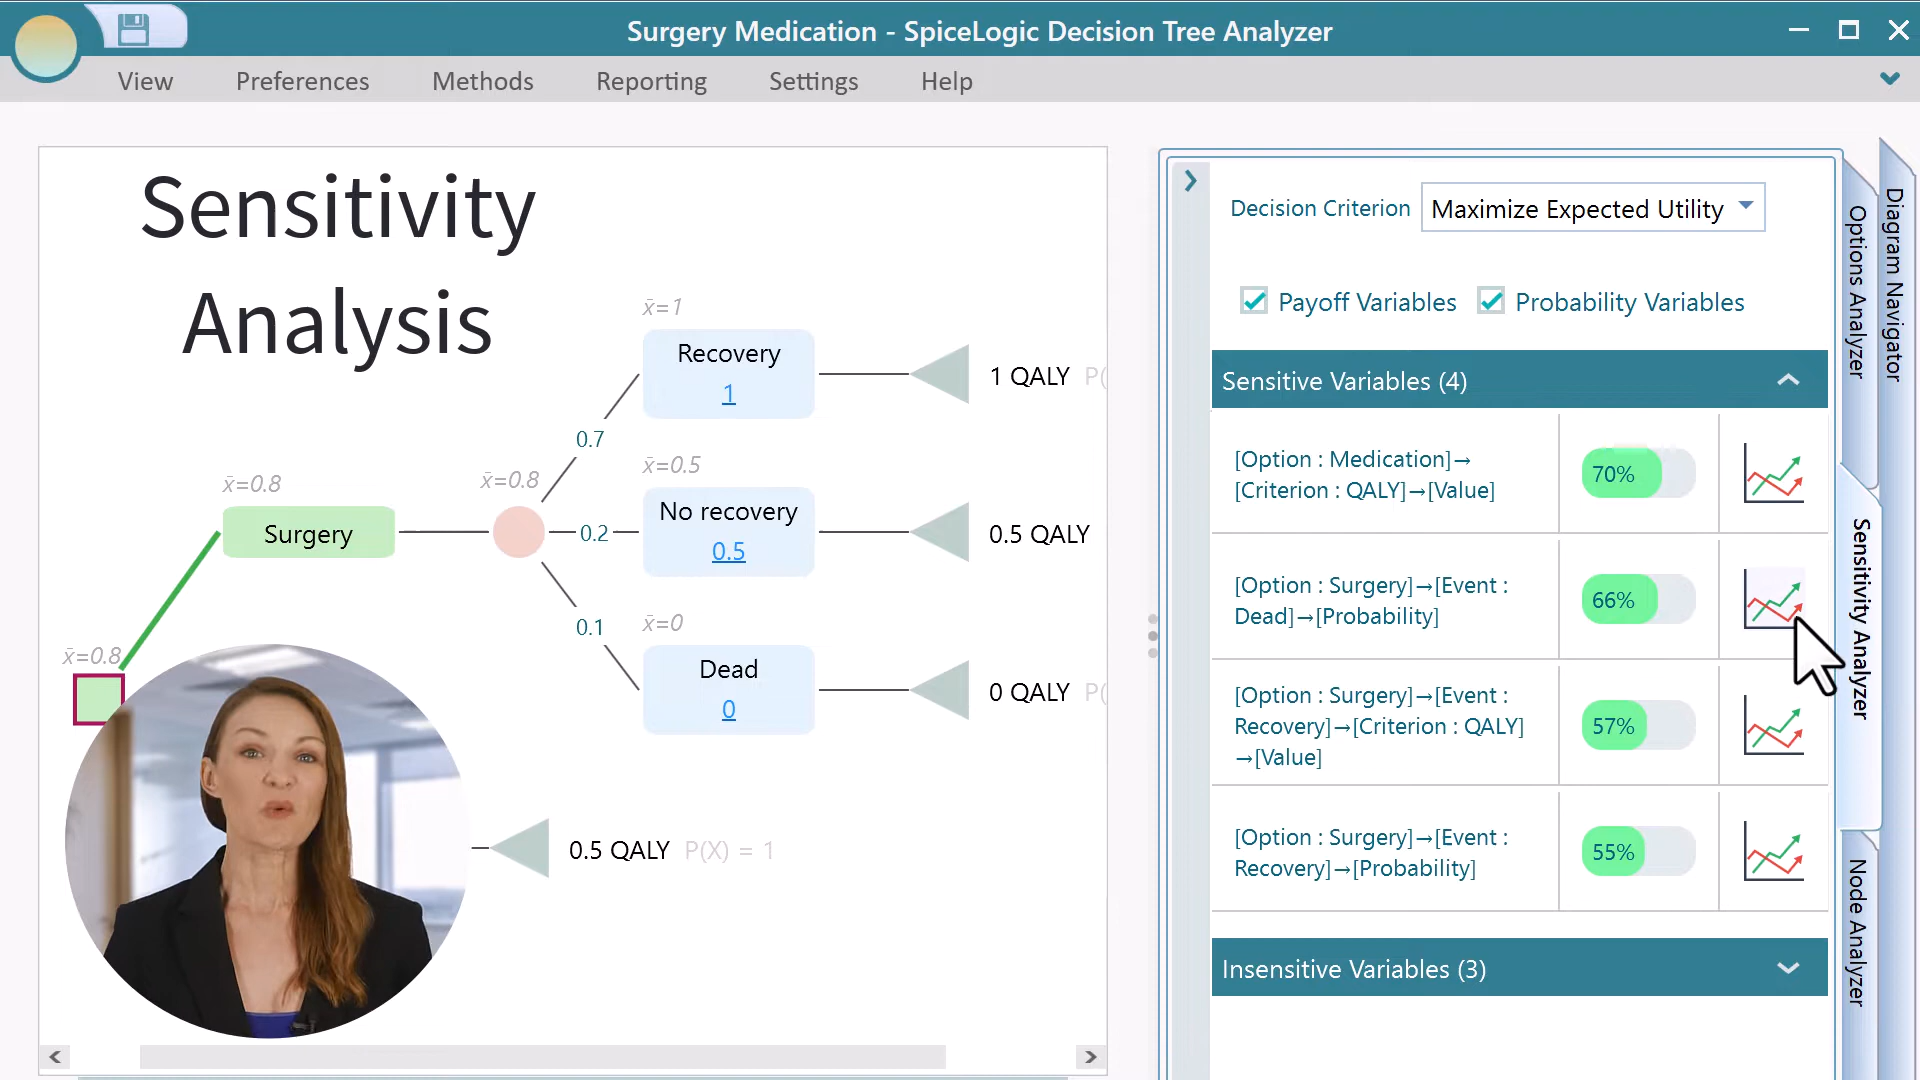 Surgery Medication - SpiceLogic Decision Tree Analyzer
View Preferences Methods Reporting Settings Help
Sensitivity
Analysis
x̄=0.8
x̄=0.8
Surgery
x̄=0.8
0.7
0.2
0.1
x̄=1
Recovery
1
1 QALY P(
x̄=0.5
No recovery
0.5
0.5 QALY
x̄=0
Dead
0
0 QALY P(
0.5 QALY P(X) = 1
Decision Criterion Maximize Expected Utility
Payoff Variables Probability Variables
Sensitive Variables (4)
[Option : Medication]→
[Criterion : QALY]→[Value]
70%
[Option : Surgery]→[Event :
Dead]→[Probability]
66%
[Option : Surgery]→[Event :
Recovery]→[Criterion : QALY]
→[Value]
57%
[Option : Surgery]→[Event :
Recovery]→[Probability]
55%
Insensitive Variables (3)
Diagram Navigator
Options Analyzer
Sensitivity Analyzer
Node Analyzer